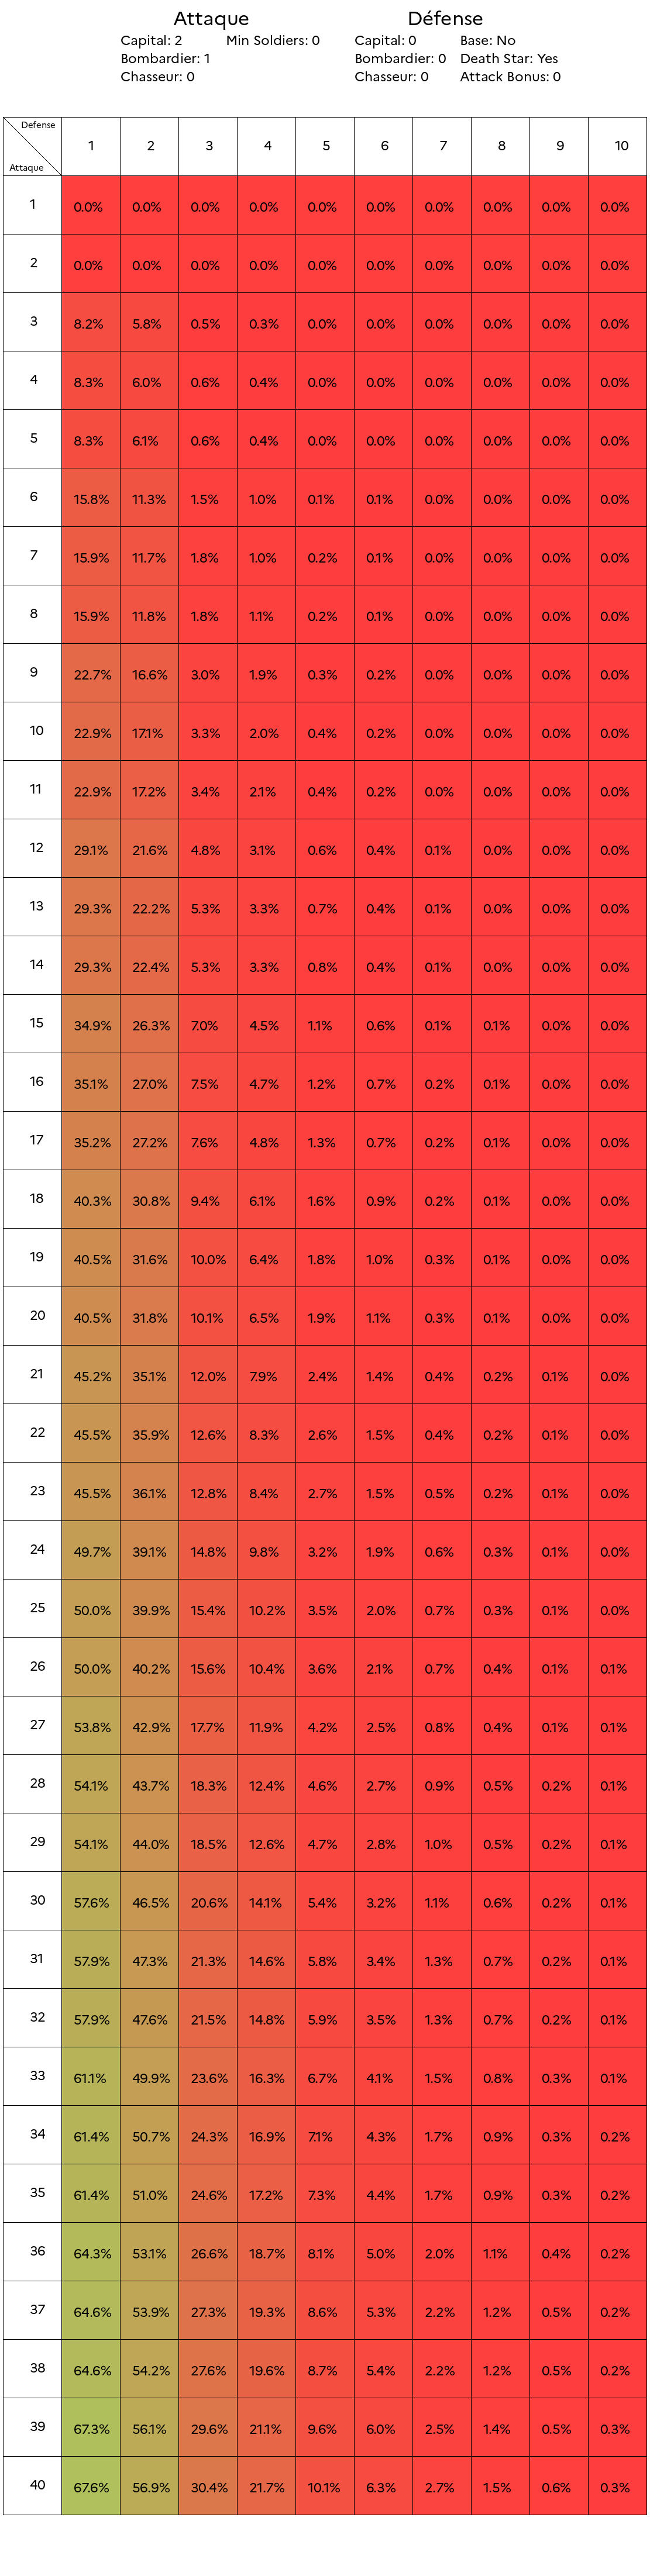 Attaque Défense
Capital: 2 Min Soldiers: 0 Capital: 0 Base: No
Bombardier: 1 Bombardier: 0 Death Star: Yes
Chasseur: 0 Chasseur: 0 Attack Bonus: 0
Defense
Attaque
1 2 3 4 5 6 7 8 9 10
1 0.0% 0.0% 0.0% 0.0% 0.0% 0.0% 0.0% 0.0% 0.0% 0.0%
2 0.0% 0.0% 0.0% 0.0% 0.0% 0.0% 0.0% 0.0% 0.0% 0.0%
3 8.2% 5.8% 0.5% 0.3% 0.0% 0.0% 0.0% 0.0% 0.0% 0.0%
4 8.3% 6.0% 0.6% 0.4% 0.0% 0.0% 0.0% 0.0% 0.0% 0.0%
5 8.3% 6.1% 0.6% 0.4% 0.0% 0.0% 0.0% 0.0% 0.0% 0.0%
6 15.8% 11.3% 1.5% 1.0% 0.1% 0.1% 0.0% 0.0% 0.0% 0.0%
7 15.9% 11.7% 1.8% 1.0% 0.2% 0.1% 0.0% 0.0% 0.0% 0.0%
8 15.9% 11.8% 1.8% 1.1% 0.2% 0.1% 0.0% 0.0% 0.0% 0.0%
9 22.7% 16.6% 3.0% 1.9% 0.3% 0.2% 0.0% 0.0% 0.0% 0.0%
10 22.9% 17.1% 3.3% 2.0% 0.4% 0.2% 0.0% 0.0% 0.0% 0.0%
11 22.9% 17.2% 3.4% 2.1% 0.4% 0.2% 0.0% 0.0% 0.0% 0.0%
12 29.1% 21.6% 4.8% 3.1% 0.6% 0.4% 0.1% 0.0% 0.0% 0.0%
13 29.3% 22.2% 5.3% 3.3% 0.7% 0.4% 0.1% 0.0% 0.0% 0.0%
14 29.3% 22.4% 5.3% 3.3% 0.8% 0.4% 0.1% 0.0% 0.0% 0.0%
15 34.9% 26.3% 7.0% 4.5% 1.1% 0.6% 0.1% 0.1% 0.0% 0.0%
16 35.1% 27.0% 7.5% 4.7% 1.2% 0.7% 0.2% 0.1% 0.0% 0.0%
17 35.2% 27.2% 7.6% 4.8% 1.3% 0.7% 0.2% 0.1% 0.0% 0.0%
18 40.3% 30.8% 9.4% 6.1% 1.6% 0.9% 0.2% 0.1% 0.0% 0.0%
19 40.5% 31.6% 10.0% 6.4% 1.8% 1.0% 0.3% 0.1% 0.0% 0.0%
20 40.5% 31.8% 10.1% 6.5% 1.9% 1.1% 0.3% 0.1% 0.0% 0.0%
21 45.2% 35.1% 12.0% 7.9% 2.4% 1.4% 0.4% 0.2% 0.1% 0.0%
22 45.5% 35.9% 12.6% 8.3% 2.6% 1.5% 0.4% 0.2% 0.1% 0.0%
23 45.5% 36.1% 12.8% 8.4% 2.7% 1.5% 0.5% 0.2% 0.1% 0.0%
24 49.7% 39.1% 14.8% 9.8% 3.2% 1.9% 0.6% 0.3% 0.1% 0.0%
25 50.0% 39.9% 15.4% 10.2% 3.5% 2.0% 0.7% 0.3% 0.1% 0.0%
26 50.0% 40.2% 15.6% 10.4% 3.6% 2.1% 0.7% 0.4% 0.1% 0.1%
27 53.8% 42.9% 17.7% 11.9% 4.2% 2.5% 0.8% 0.4% 0.1% 0.1%
28 54.1% 43.7% 18.3% 12.4% 4.6% 2.7% 0.9% 0.5% 0.2% 0.1%
29 54.1% 44.0% 18.5% 12.6% 4.7% 2.8% 1.0% 0.5% 0.2% 0.1%
30 57.6% 46.5% 20.6% 14.1% 5.4% 3.2% 1.1% 0.6% 0.2% 0.1%
31 57.9% 47.3% 21.3% 14.6% 5.8% 3.4% 1.3% 0.7% 0.2% 0.1%
32 57.9% 47.6% 21.5% 14.8% 5.9% 3.5% 1.3% 0.7% 0.2% 0.1%
33 61.1% 49.9% 23.6% 16.3% 6.7% 4.1% 1.5% 0.8% 0.3% 0.1%
34 61.4% 50.7% 24.3% 16.9% 7.1% 4.3% 1.7% 0.9% 0.3% 0.2%
35 61.4% 51.0% 24.6% 17.2% 7.3% 4.4% 1.7% 0.9% 0.3% 0.2%
36 64.3% 53.1% 26.6% 18.7% 8.1% 5.0% 2.0% 1.1% 0.4% 0.2%
37 64.6% 53.9% 27.3% 19.3% 8.6% 5.3% 2.2% 1.2% 0.5% 0.2%
38 64.6% 54.2% 27.6% 19.6% 8.7% 5.4% 2.2% 1.2% 0.5% 0.2%
39 67.3% 56.1% 29.6% 21.1% 9.6% 6.0% 2.5% 1.4% 0.5% 0.3%
40 67.6% 56.9% 30.4% 21.7% 10.1% 6.3% 2.7% 1.5% 0.6% 0.3%